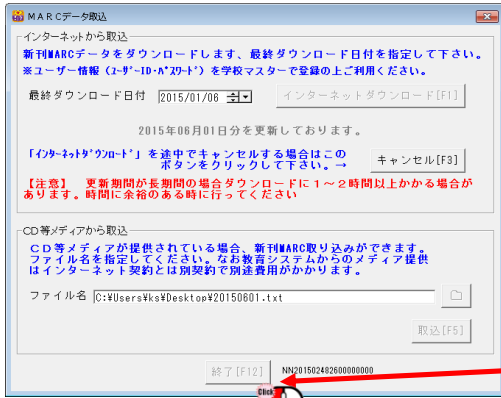 ＭＡＲＣデータ取込
インターネットから取込
新刊MARCデータをダウンロードします、最終ダウンロード日付を指定して下さい。
※ユーザー情報（ﾕｰｻﾞｰID・ﾊﾟｽﾜｰﾄﾞ）を学校マスターで登録の上ご利用ください。
最終ダウンロード日付 2015/01/06 インターネットダウンロード[F1]
2015年06月01日分を更新しております。
「ｲﾝﾀｰﾈｯﾄﾀﾞｳﾝﾛｰﾄﾞ」を途中でキャンセルする場合はこの
ボタンをクリックして下さい。→ キャンセル[F3]
【注意】 更新期間が長期間の場合ダウンロードに１～２時間以上かかる場合が
あります。時間に余裕のある時に行ってください
CD等メディアから取込
ＣＤ等メディアが提供されている場合、新刊MARC取り込みができます。
ファイル名を指定してください。なお教育システムからのメディア提供
はインターネット契約とは別契約で別途費用がかかります。
ファイル名 C:¥Users¥ks¥Desktop¥20150601.txt
取込[F5]
終了[F12] NN201502482600000000
Click